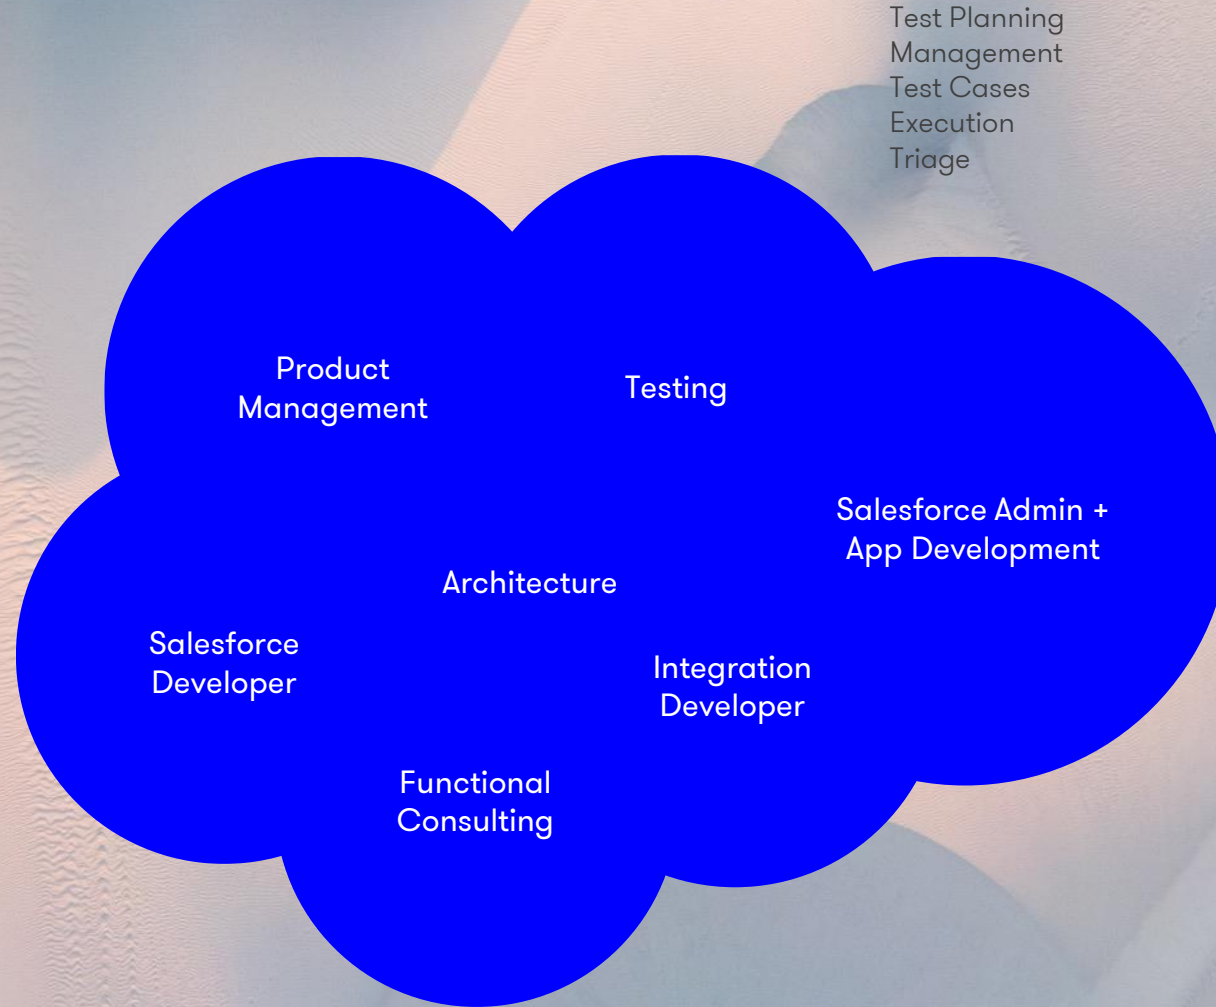 Test Planning
Management
Test Cases
Execution
Triage
Product
Management
Testing
Salesforce Admin +
App Development
Architecture
Salesforce
Developer
Integration
Developer
Functional
Consulting